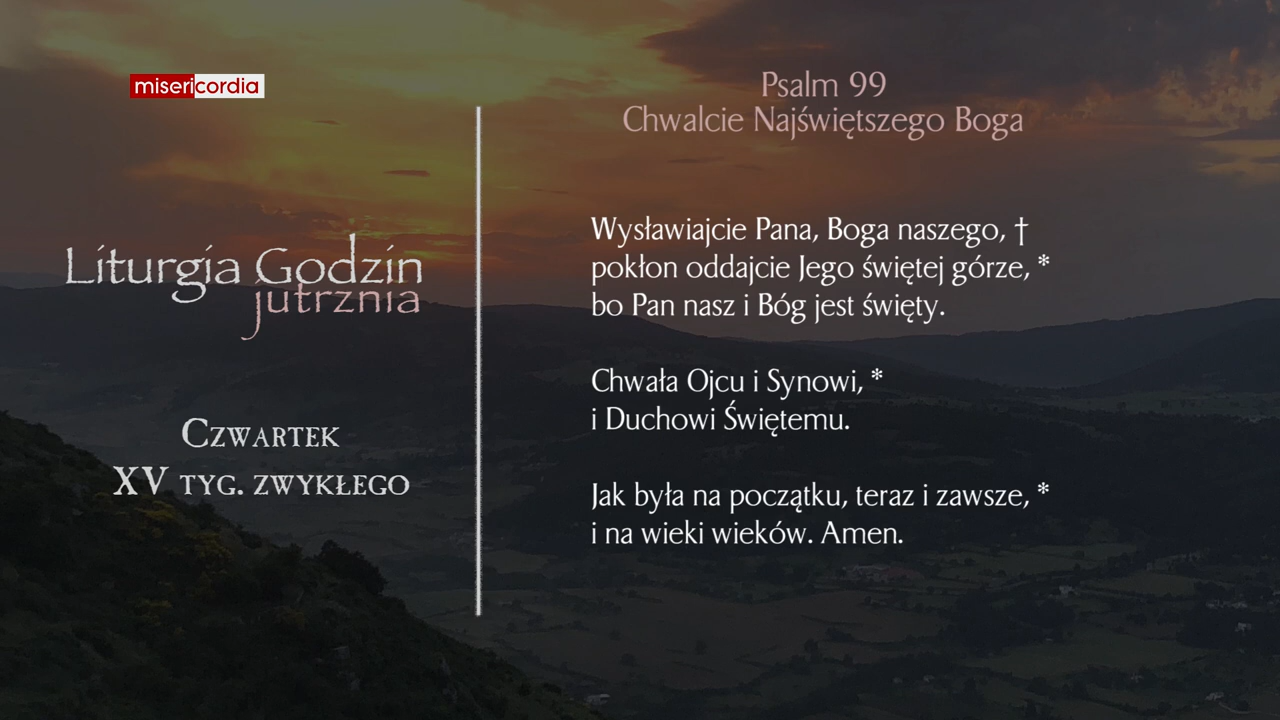 misericordia
Liturgia Godzin
jutrznia
Czwartek
XV tyg. zwykłego
Psalm 99
Chwalcie Najświętszego Boga
Wysławiajcie Pana, Boga naszego, †
pokłon oddajcie Jego świętej górze, *
bo Pan nasz i Bóg jest święty.
Chwała Ojcu i Synowi, *
i Duchowi Świętemu.
Jak była na początku, teraz i zawsze, *
i na wieki wieków. Amen.